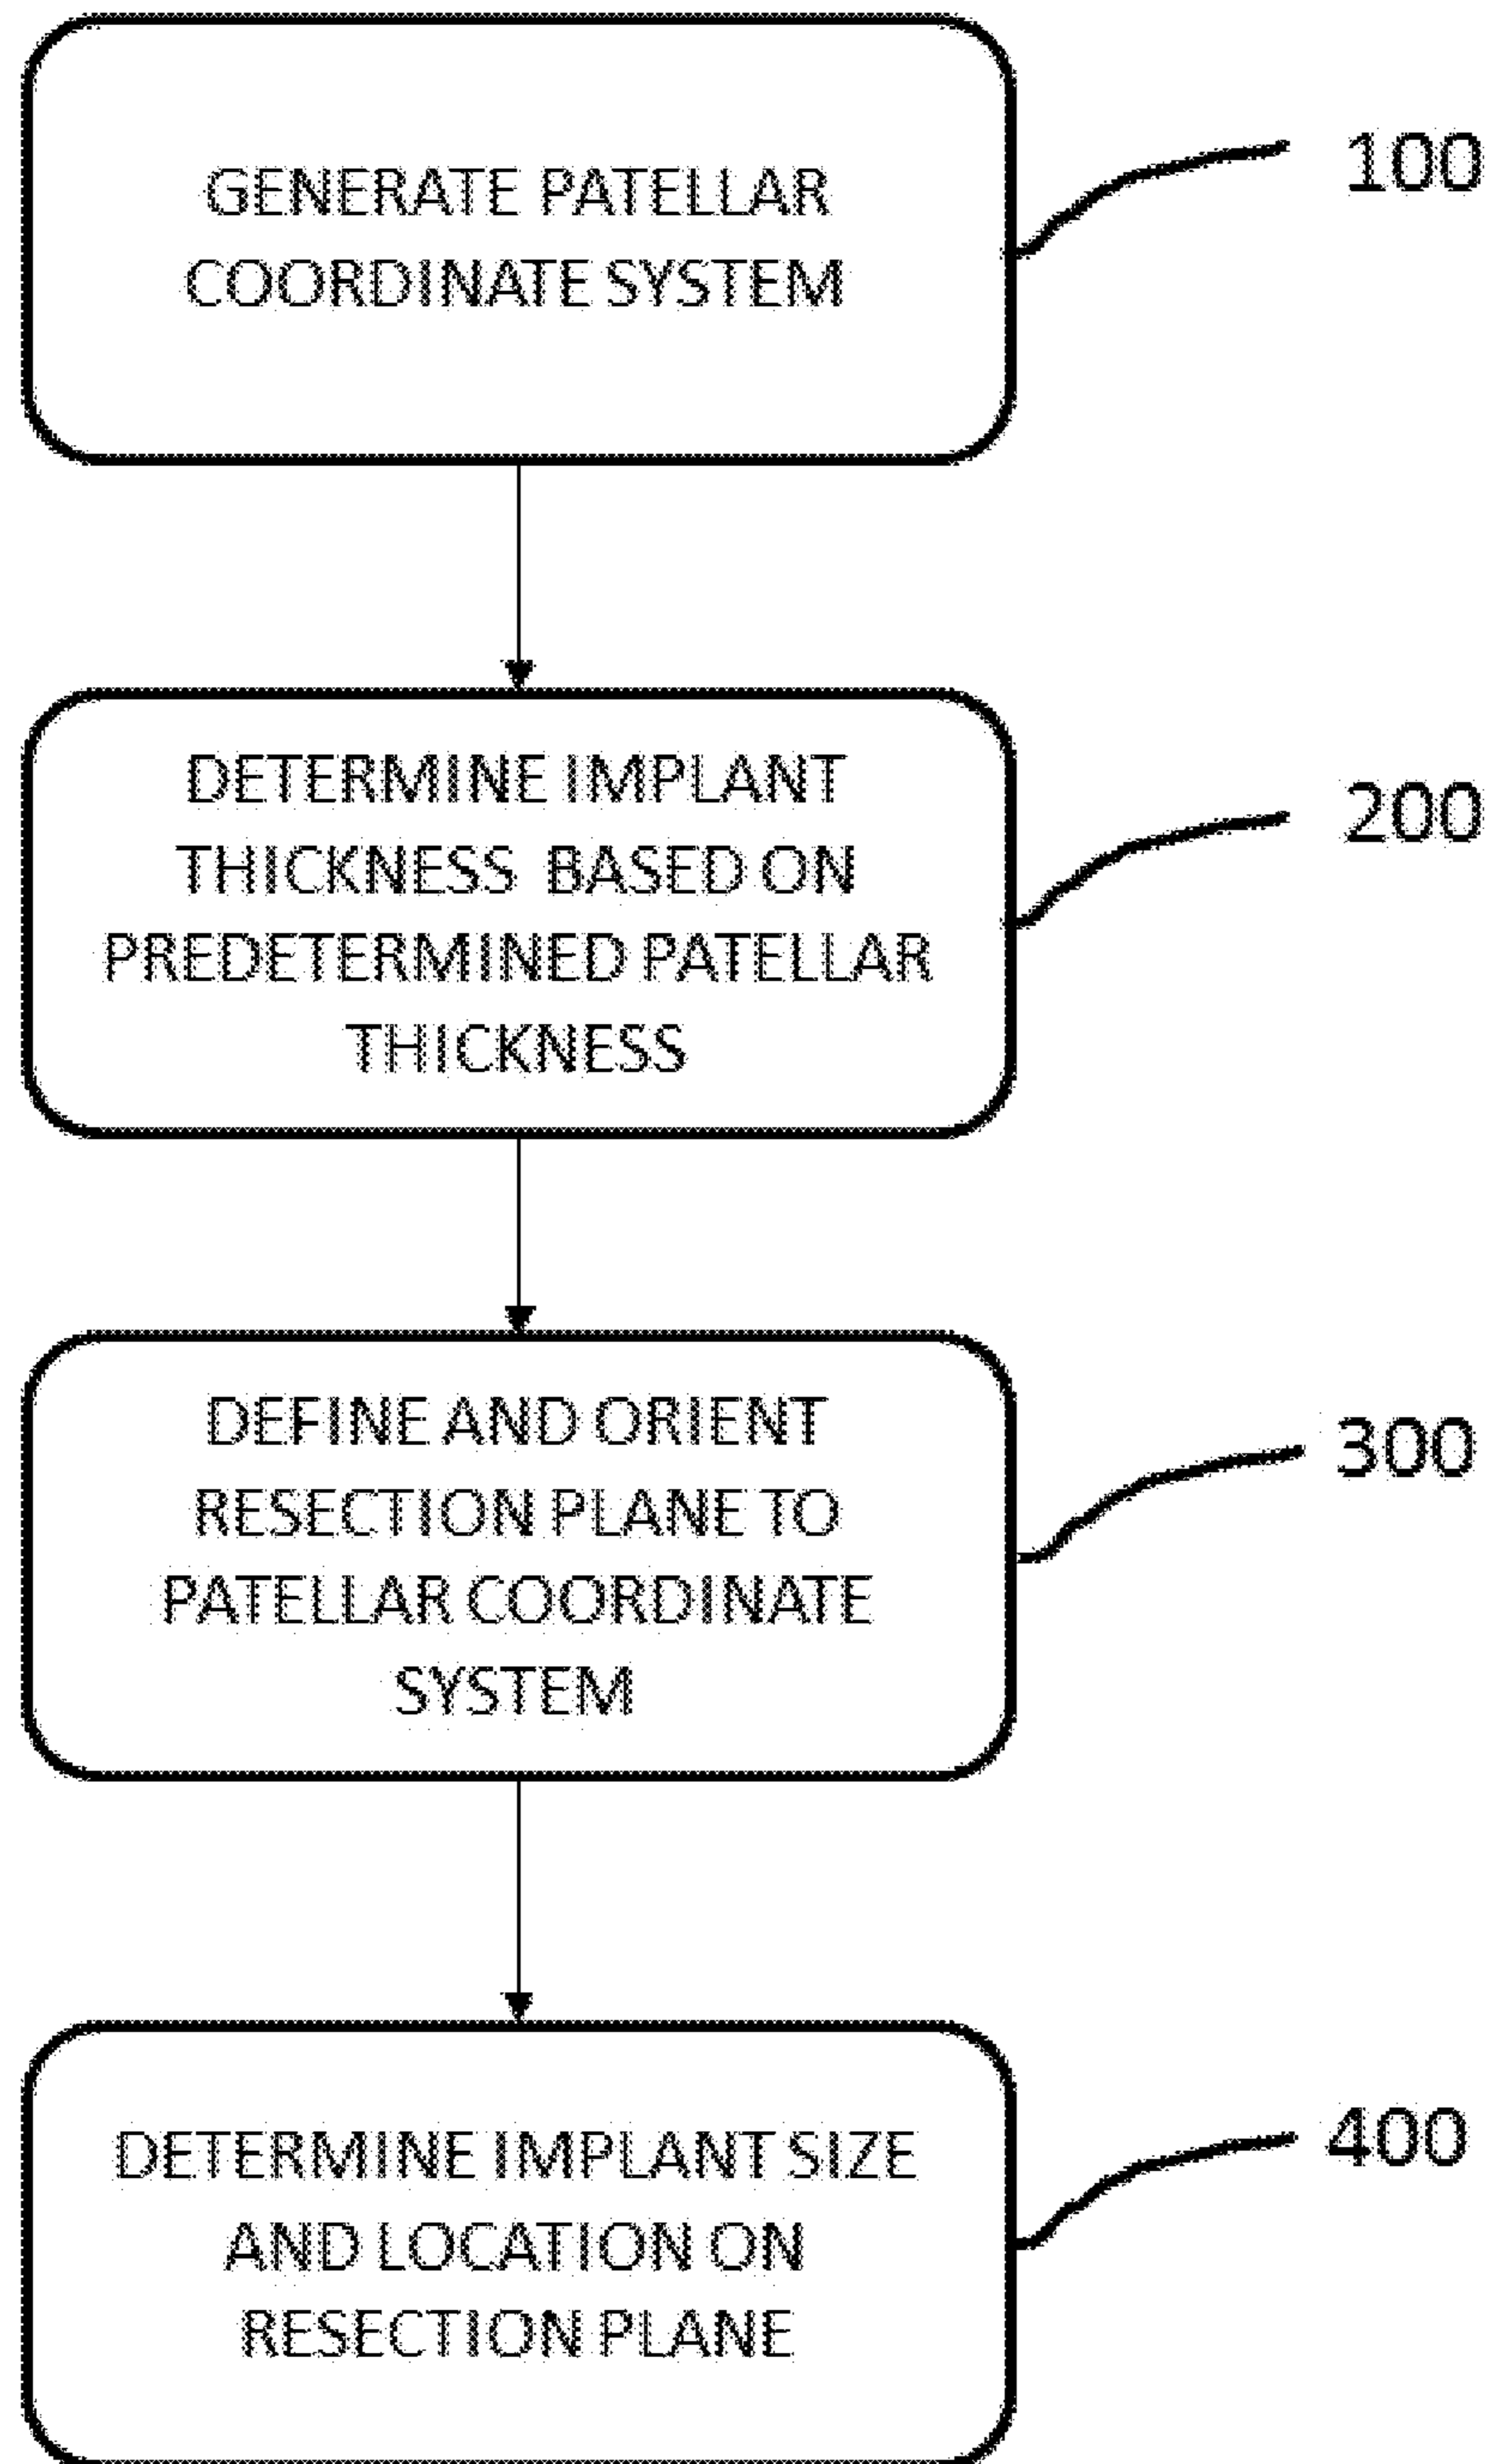 GENERATE PATELLAR
COORDINATE SYSTEM
100
DETERMINE IMPLANT
THICKNESS BASED ON
PREDETERMINED PATELLAR
THICKNESS
200
DEFINE AND ORIENT
RESECTION PLANE TO
PATELLAR COORDINATE
SYSTEM
300
DETERMINE IMPLANT SIZE
AND LOCATION ON
RESECTION PLANE
400